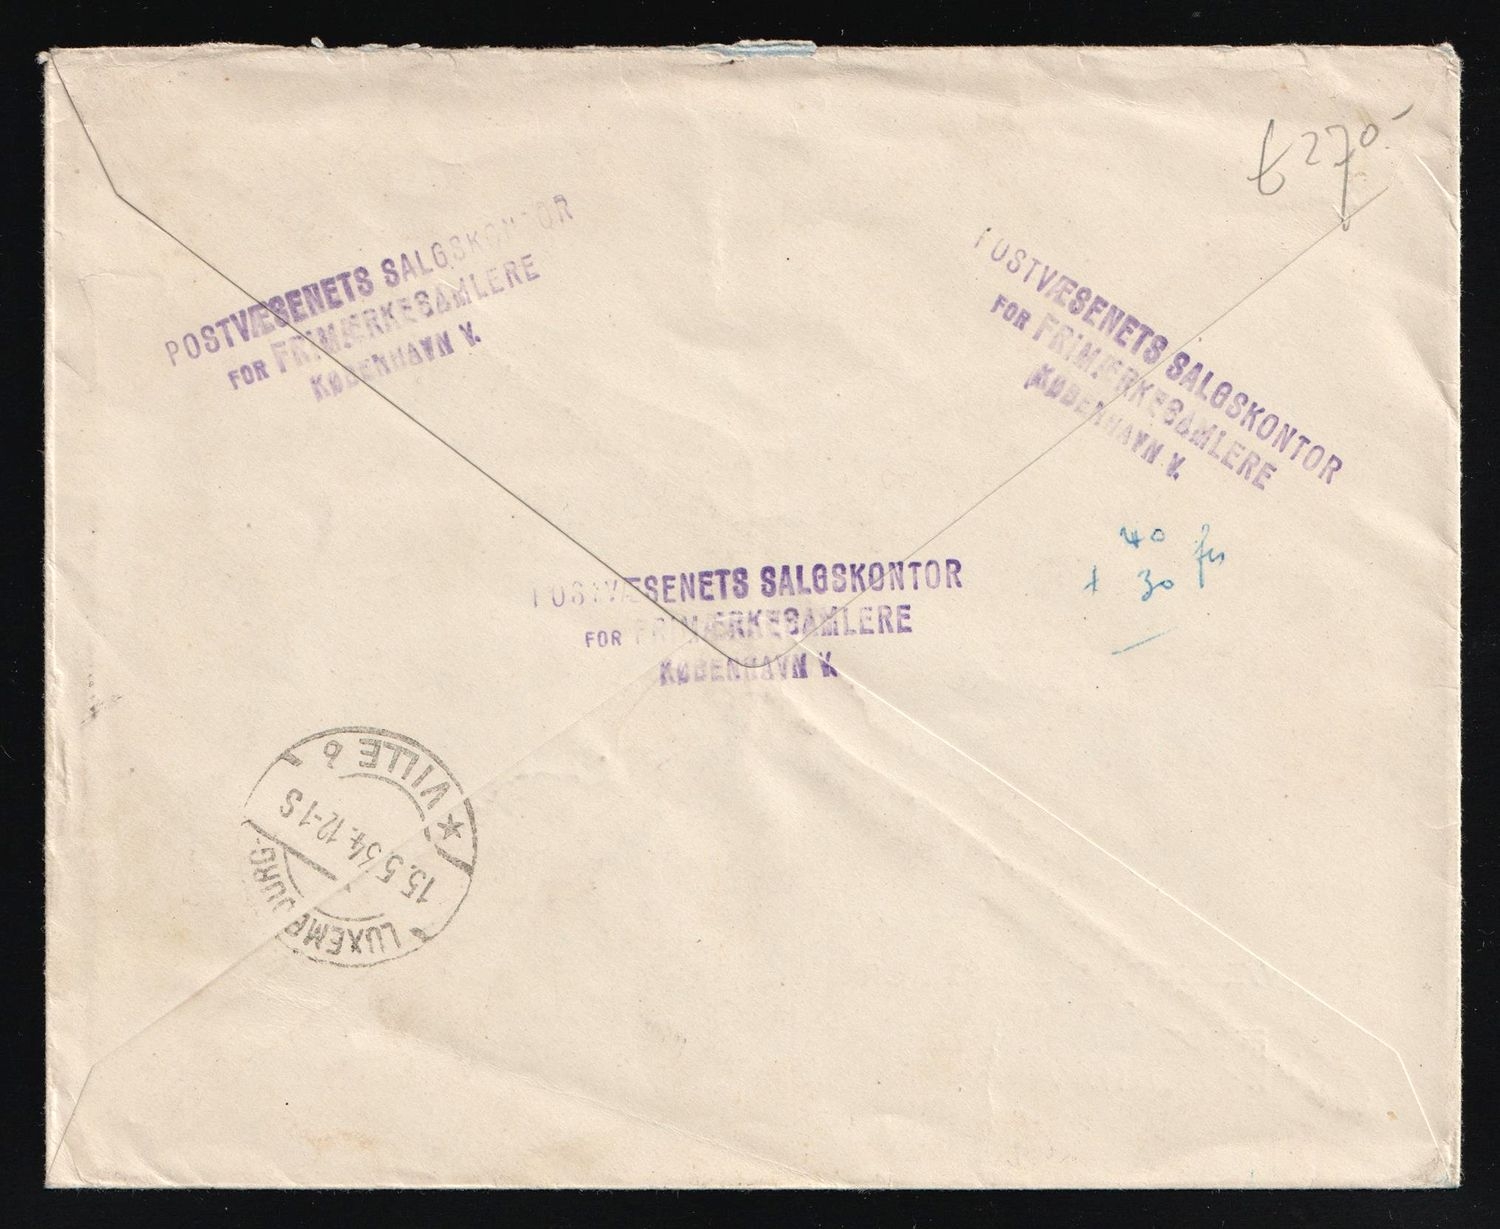 £ 270.-
POSTVÆSENETS SALGSKONTOR
FOR FRIMÆRKESAMLERE
KØBENHAVN V.
POSTVÆSENETS SALGSKONTOR
FOR FRIMÆRKESAMLERE
KØBENHAVN V.
40
+ 30
POSTVÆSENETS SALGSKONTOR
FOR FRIMÆRKESAMLERE
KØBENHAVN V.
LUXEMBOURG-
15.5.54.12-1S
★ VILLE